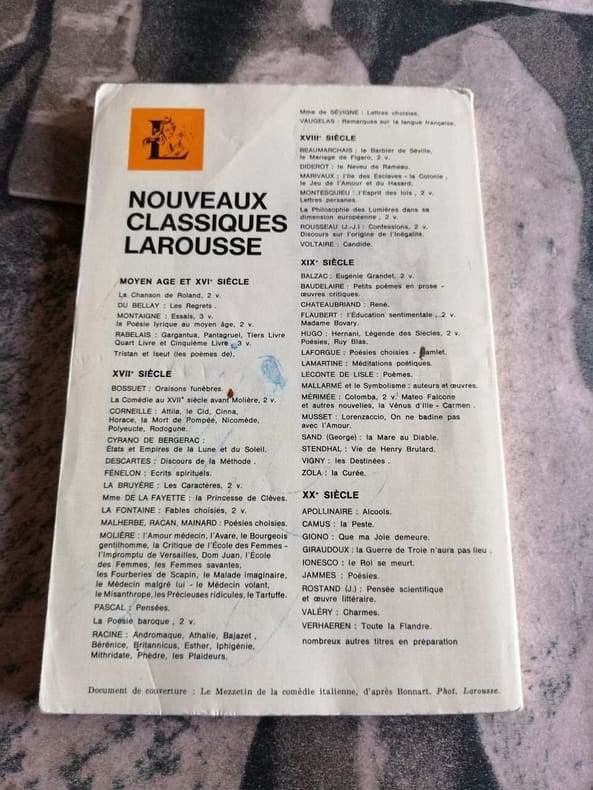 L
NOUVEAUX
CLASSIQUES
LAROUSSE
MOYEN AGE ET XVIᵉ SIÈCLE
La Chanson de Roland, 2 v.
DU BELLAY : Les Regrets .
MONTAIGNE : Essais, 3 v.
la Poésie lyrique au moyen âge, 2 v.
RABELAIS : Gargantua, Pantagruel, Tiers Livre
Quart Livre et Cinquième Livre , 3 v.
Tristan et Iseut (les poèmes de).
XVIIᵉ SIÈCLE
BOSSUET : Oraisons funèbres.
La Comédie au XVIIᵉ siècle avant Molière, 2 v.
CORNEILLE : Attila, le Cid, Cinna,
Horace, la Mort de Pompée, Nicomède,
Polyeucte, Rodogune.
CYRANO DE BERGERAC :
États et Empires de la Lune et du Soleil.
DESCARTES : Discours de la Méthode .
FÉNELON : Ecrits spirituels.
LA BRUYÈRE : Les Caractères, 2 v.
Mme DE LA FAYETTE : la Princesse de Clèves.
LA FONTAINE : Fables choisies, 2 v.
MALHERBE, RACAN, MAINARD : Poésies choisies.
MOLIÈRE : l'Amour médecin, l'Avare, le Bourgeois
gentilhomme, la Critique de l'École des Femmes -
l'Impromptu de Versailles, Dom Juan, l'École
des Femmes, les Femmes savantes,
les Fourberies de Scapin, le Malade imaginaire,
le Médecin malgré lui - le Médecin volant,
le Misanthrope, les Précieuses ridicules, le Tartuffe.
PASCAL : Pensées.
La Poésie baroque , 2 v.
RACINE : Andromaque, Athalie, Bajazet ,
Bérénice, Britannicus, Esther, Iphigénie,
Mithridate, Phèdre, les Plaideurs.
Mme de SÉVIGNÉ : Lettres choisies.
VAUGELAS : Remarques sur la langue française.
XVIIIᵉ SIÈCLE
BEAUMARCHAIS : le Barbier de Séville,
le Mariage de Figaro, 2 v.
DIDEROT : le Neveu de Rameau.
MARIVAUX : l'Ile des Esclaves - la Colonie ,
le Jeu de l'Amour et du Hasard.
MONTESQUIEU : l'Esprit des lois , 2 v.
Lettres persanes.
La Philosophie des Lumières dans sa
dimension européenne , 2 v.
ROUSSEAU (J.-J.) : Confessions, 2 v.
Discours sur l'origine de l'Inégalité.
VOLTAIRE : Candide.
XIXᵉ SIÈCLE
BALZAC : Eugénie Grandet, 2 v.
BAUDELAIRE : Petits poèmes en prose -
œuvres critiques.
CHATEAUBRIAND : René.
FLAUBERT : l'Éducation sentimentale , 2 v.
Madame Bovary.
HUGO : Hernani, Légende des Siècles, 2 v.
Poésies, Ruy Blas.
LAFORGUE : Poésies choisies - Hamlet.
LAMARTINE : Méditations poétiques.
LECONTE DE LISLE : Poèmes.
MALLARMÉ et le Symbolisme : auteurs et œuvres.
MÉRIMÉE : Colomba, 2 v. Mateo Falcone
et autres nouvelles, la Vénus d'Ille - Carmen .
MUSSET : Lorenzaccio, On ne badine pas
avec l'Amour.
SAND (George) : la Mare au Diable.
STENDHAL : Vie de Henry Brulard.
VIGNY : les Destinées .
ZOLA : la Curée.
XXᵉ SIÈCLE
APOLLINAIRE : Alcools.
CAMUS : la Peste.
GIONO : Que ma Joie demeure.
GIRAUDOUX : la Guerre de Troie n'aura pas lieu .
IONESCO : le Roi se meurt.
JAMMES : Poésies.
ROSTAND (J.) : Pensée scientifique
et œuvre littéraire.
VALÉRY : Charmes.
VERHAEREN : Toute la Flandre.
nombreux autres titres en préparation
Document de couverture : Le Mezzetin de la comédie italienne, d'après Bonnart. Phot. Larousse.